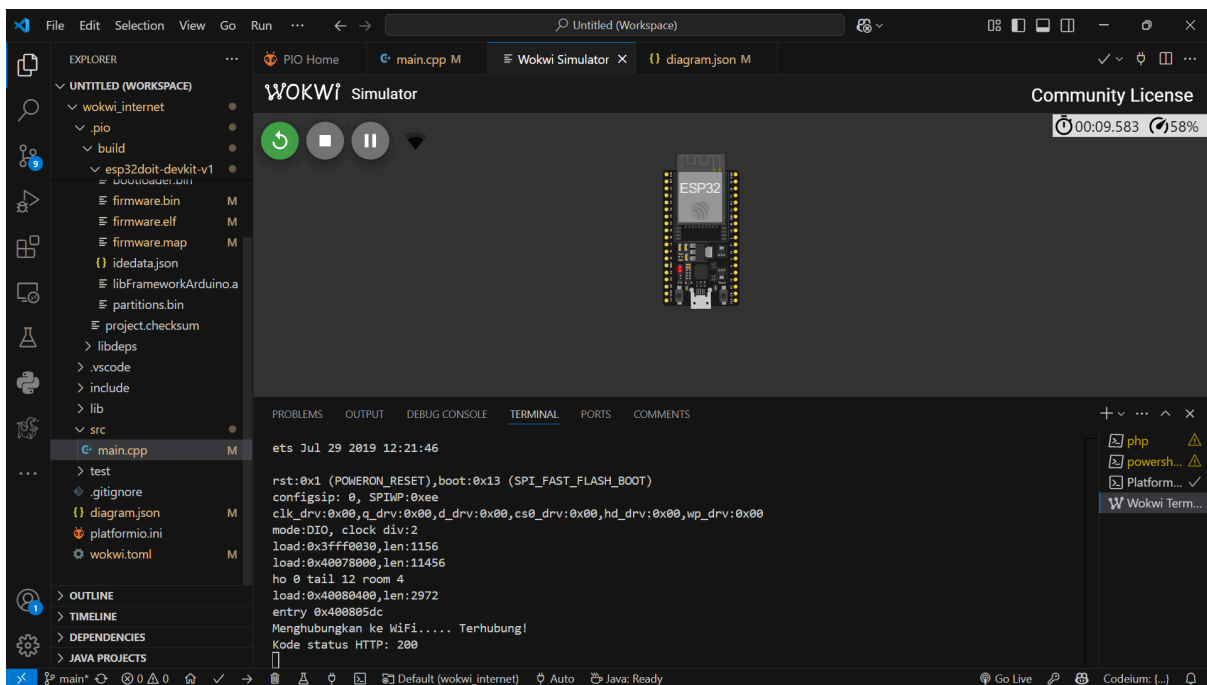 File Edit Selection View Go Run ··· Untitled (Workspace)
EXPLORER ···
UNTITLED (WORKSPACE)
wokwi_internet
.pio
build
esp32doit-devkit-v1
bootloader.bin
firmware.bin M
firmware.elf M
firmware.map M
{} idedata.json
libFrameworkArduino.a
partitions.bin
project.checksum
libdeps
.vscode
include
lib
src
main.cpp M
test
.gitignore
{} diagram.json M
platformio.ini
wokwi.toml M
OUTLINE
TIMELINE
DEPENDENCIES
JAVA PROJECTS
9
1
PIO Home main.cpp M Wokwi Simulator {} diagram.json M
WOKWi Simulator Community License
00:09.583 58%
ESP32
PROBLEMS OUTPUT DEBUG CONSOLE TERMINAL PORTS COMMENTS
ets Jul 29 2019 12:21:46
rst:0x1 (POWERON_RESET),boot:0x13 (SPI_FAST_FLASH_BOOT)
configsip: 0, SPIWP:0xee
clk_drv:0x00,q_drv:0x00,d_drv:0x00,cs0_drv:0x00,hd_drv:0x00,wp_drv:0x00
mode:DIO, clock div:2
load:0x3fff0030,len:1156
load:0x40078000,len:11456
ho 0 tail 12 room 4
load:0x40080400,len:2972
entry 0x400805dc
Menghubungkan ke WiFi..... Terhubung!
Kode status HTTP: 200
php
powersh...
Platform...
Wokwi Term...
main* 0 0 Default (wokwi_internet) Auto Java: Ready Go Live Codeium: {...}